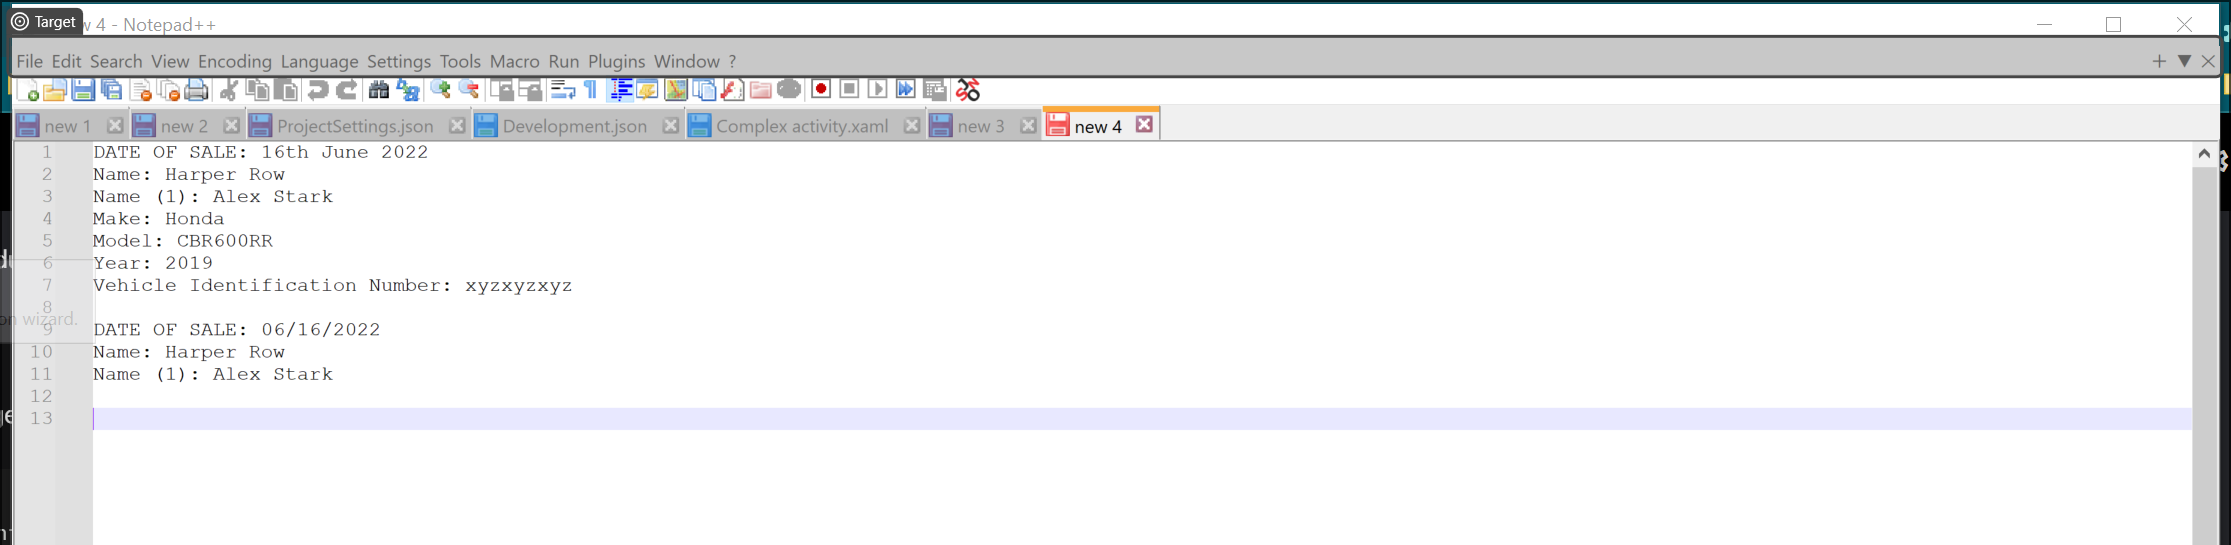 Target
w 4 - Notepad++
File Edit Search View Encoding Language Settings Tools Macro Run Plugins Window ?
new 1 new 2 ProjectSettings.json Development.json Complex activity.xaml new 3 new 4
1 DATE OF SALE: 16th June 2022
2 Name: Harper Row
3 Name (1): Alex Stark
4 Make: Honda
5 Model: CBR600RR
6 Year: 2019
7 Vehicle Identification Number: xyzxyzxyz
8
on wizard.
9 DATE OF SALE: 06/16/2022
10 Name: Harper Row
11 Name (1): Alex Stark
12
13